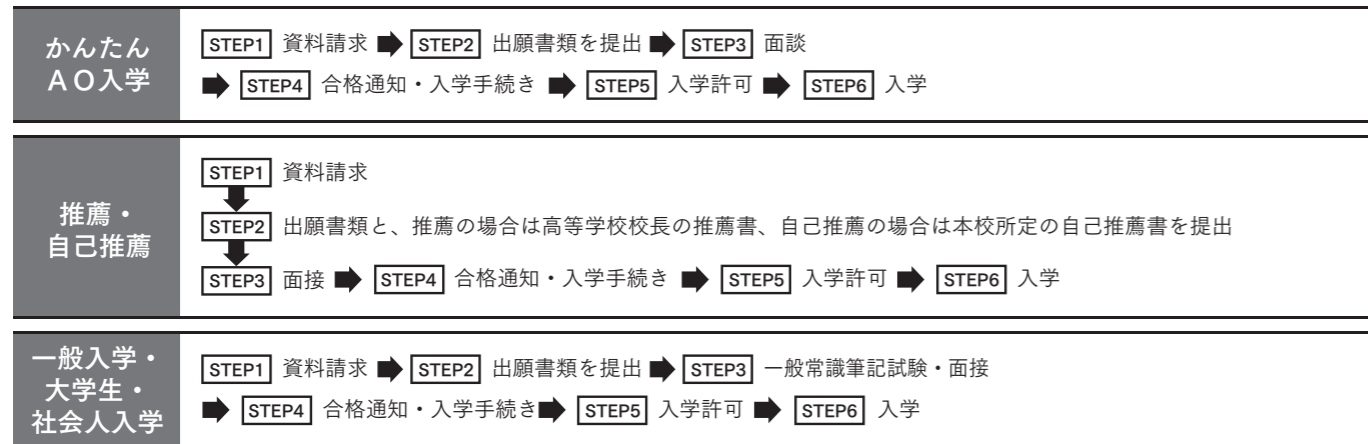 かんたん
ＡＯ入学
STEP1 資料請求 ➡ STEP2 出願書類を提出 ➡ STEP3 面談
➡ STEP4 合格通知・入学手続き ➡ STEP5 入学許可 ➡ STEP6 入学
推薦・
自己推薦
STEP1 資料請求
STEP2 出願書類と、推薦の場合は高等学校校長の推薦書、自己推薦の場合は本校所定の自己推薦書を提出
STEP3 面接 ➡ STEP4 合格通知・入学手続き ➡ STEP5 入学許可 ➡ STEP6 入学
一般入学・
大学生・
社会人入学
STEP1 資料請求 ➡ STEP2 出願書類を提出 ➡ STEP3 一般常識筆記試験・面接
➡ STEP4 合格通知・入学手続き ➡ STEP5 入学許可 ➡ STEP6 入学